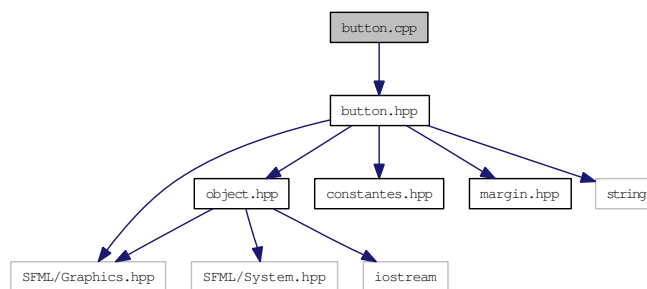 button.cpp
button.hpp
object.hpp
constantes.hpp
margin.hpp
string
SFML/Graphics.hpp
SFML/System.hpp
iostream